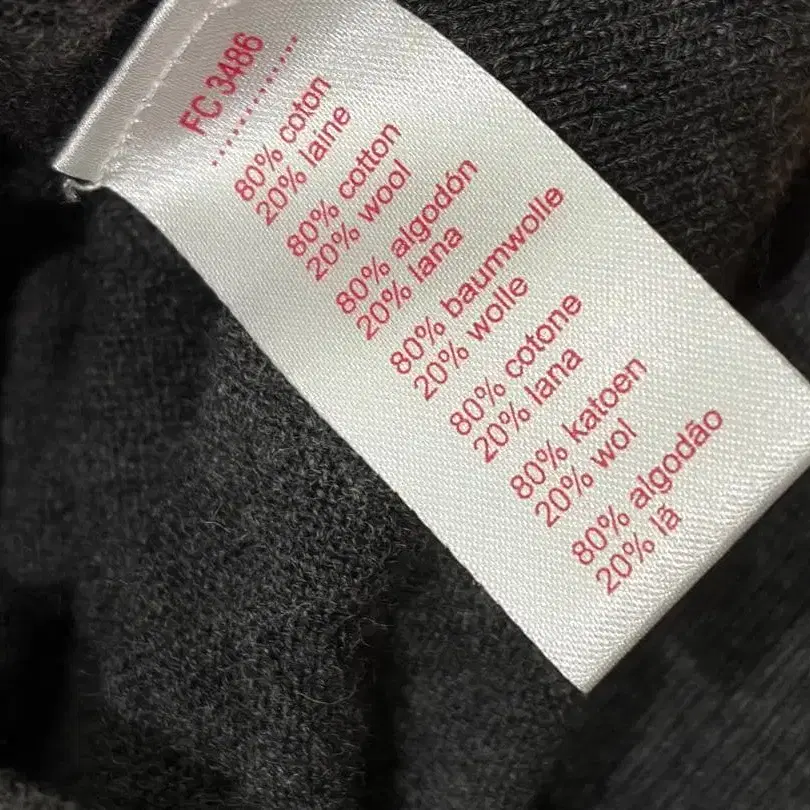 FC 3486
.............
80% coton
20% laine
80% cotton
20% wool
80% algodón
20% lana
80% baumwolle
20% wolle
80% cotone
20% lana
80% katoen
20% wol
80% algodão
20% lã